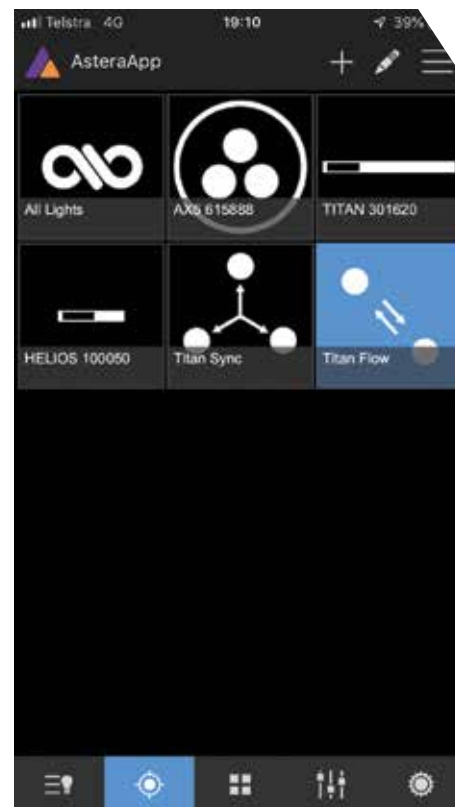 Telstra 4G 19:10 39%
AsteraApp
All Lights AX5 615888 TITAN 301620
HELIOS 100050 Titan Sync Titan Flow